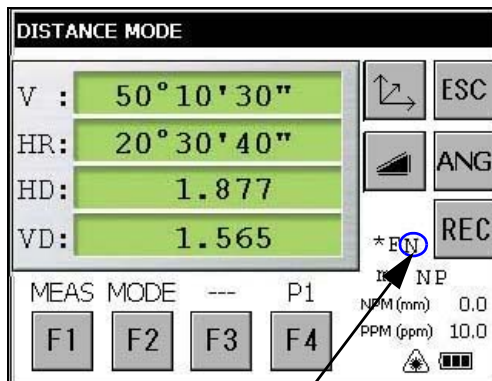 DISTANCE MODE
V : 50°10'30"
HR: 20°30'40"
HD: 1.877
VD: 1.565
ESC
ANG
REC
*FN
m NP
NPM (mm) 0.0
PPM (ppm) 10.0
MEAS MODE --- P1
F1 F2 F3 F4